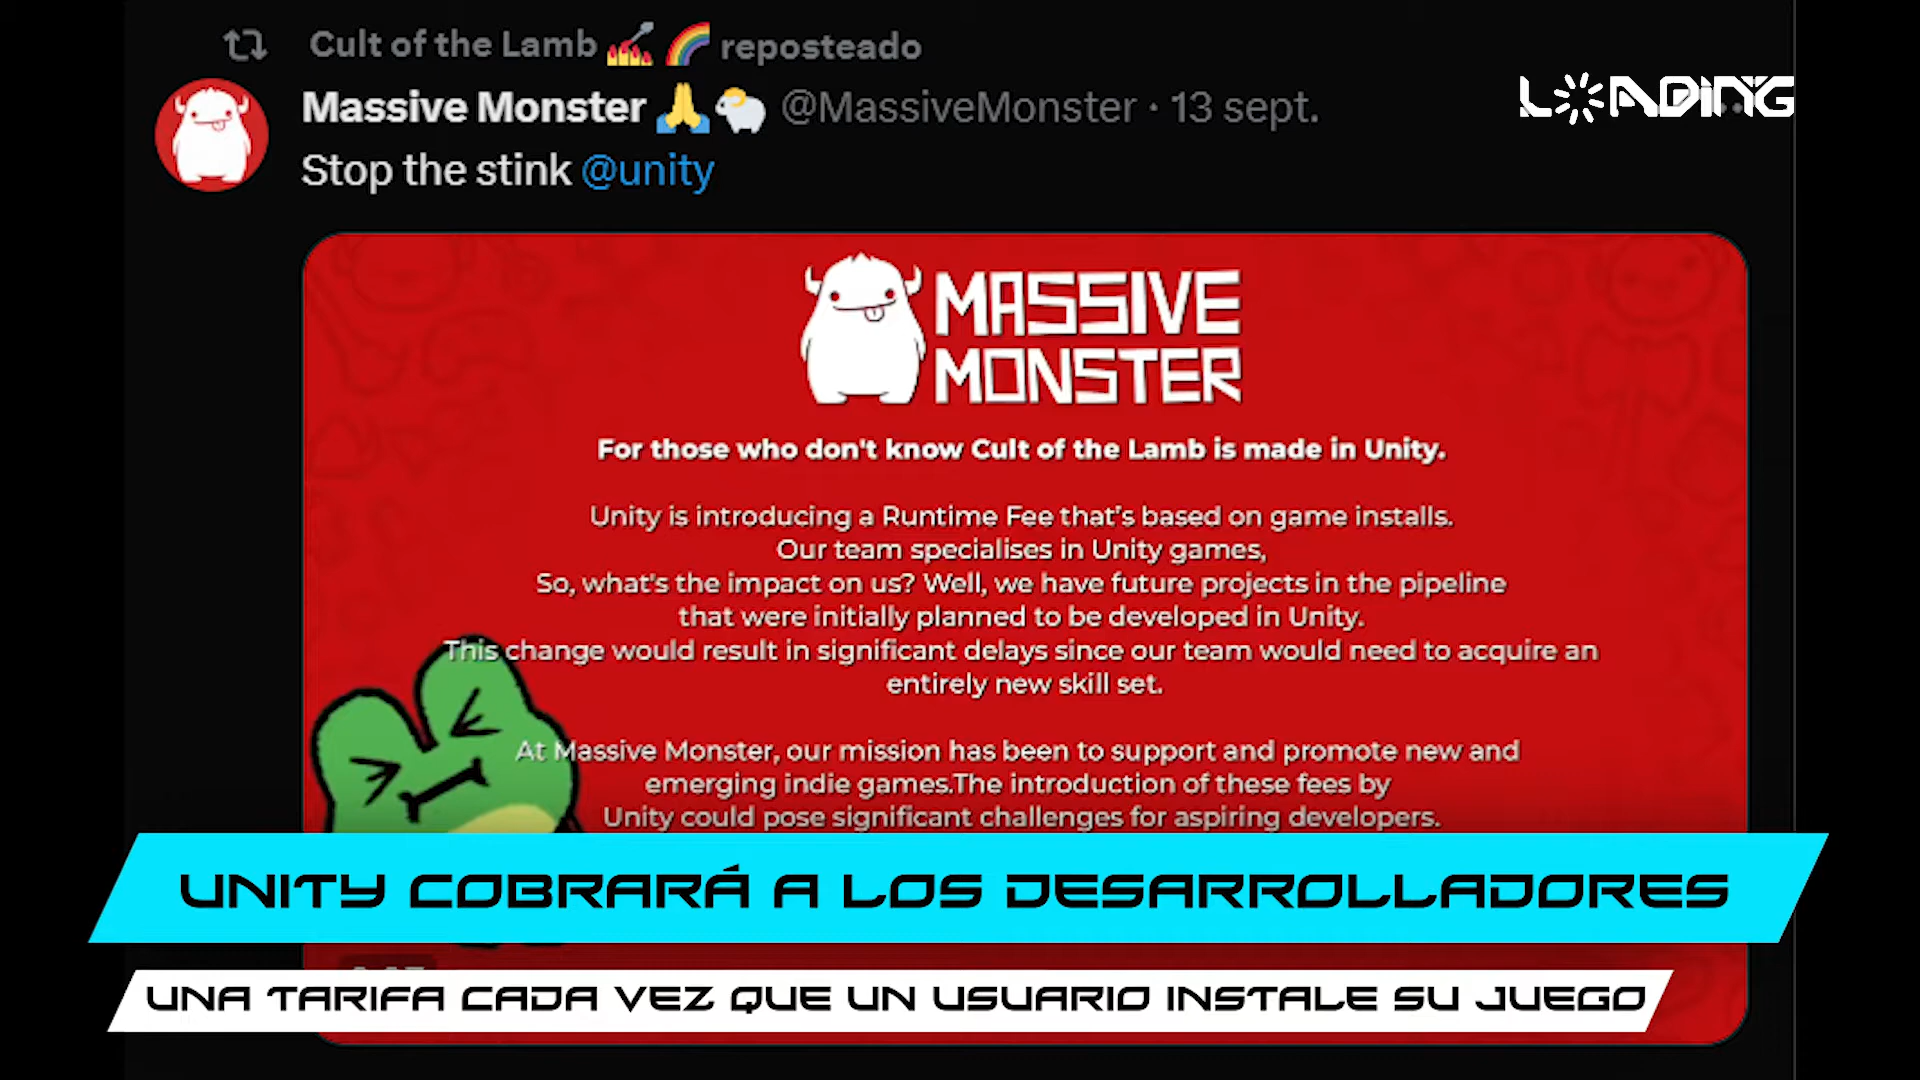 Cult of the Lamb reposteado
LOADING
Massive Monster @MassiveMonster · 13 sept.
Stop the stink @unity
MASSIVE
MONSTER
For those who don't know Cult of the Lamb is made in Unity.
Unity is introducing a Runtime Fee that's based on game installs.
Our team specialises in Unity games,
So, what's the impact on us? Well, we have future projects in the pipeline
that were initially planned to be developed in Unity.
This change would result in significant delays since our team would need to acquire an
entirely new skill set.
At Massive Monster, our mission has been to support and promote new and
emerging indie games.The introduction of these fees by
Unity could pose significant challenges for aspiring developers.
UNITY COBRARÁ A LOS DESARROLLADORES
UNA TARIFA CADA VEZ QUE UN USUARIO INSTALE SU JUEGO